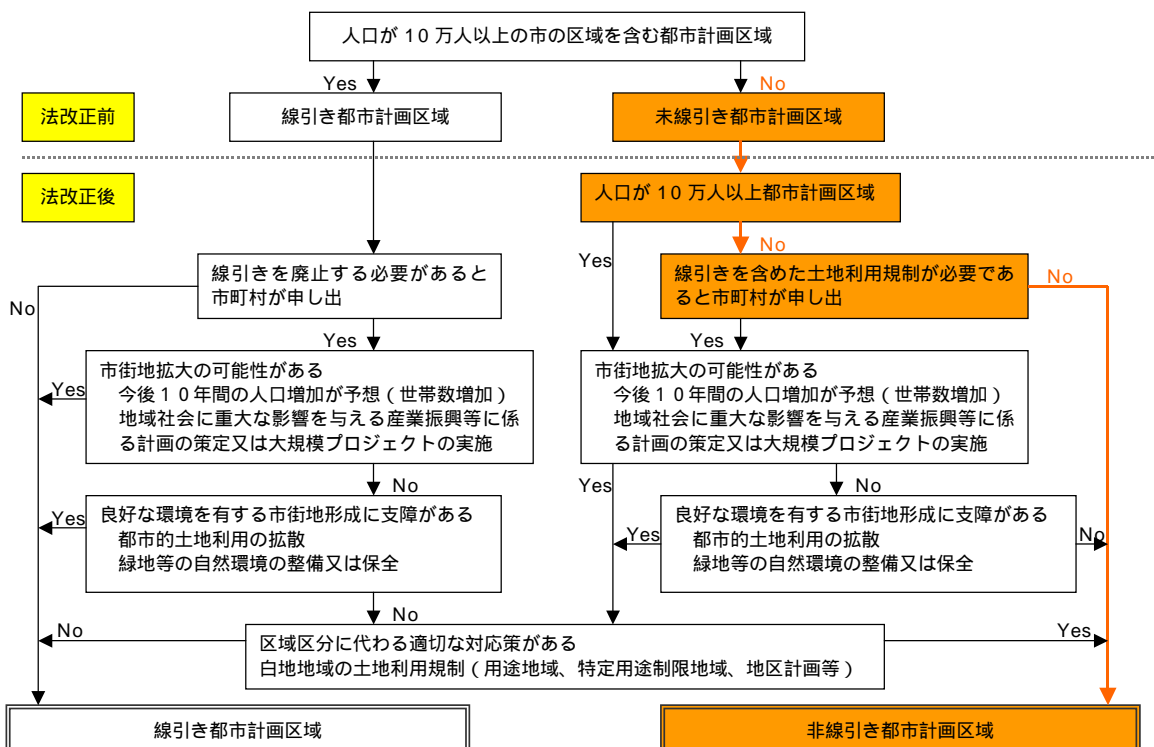 人口が 10 万人以上の市の区域を含む都市計画区域
Yes
No
法改正前
線引き都市計画区域
未線引き都市計画区域
法改正後
人口が 10 万人以上都市計画区域
No
Yes
線引きを廃止する必要があると
市町村が申し出
線引きを含めた土地利用規制が必要であ
ると市町村が申し出
No
No
Yes
Yes
市街地拡大の可能性がある
今後10年間の人口増加が予想(世帯数増加)
地域社会に重大な影響を与える産業振興等に係
る計画の策定又は大規模プロジェクトの実施
Yes
市街地拡大の可能性がある
今後10年間の人口増加が予想(世帯数増加)
地域社会に重大な影響を与える産業振興等に係
る計画の策定又は大規模プロジェクトの実施
No
Yes
No
良好な環境を有する市街地形成に支障がある
都市的土地利用の拡散
緑地等の自然環境の整備又は保全
Yes
良好な環境を有する市街地形成に支障がある
都市的土地利用の拡散
緑地等の自然環境の整備又は保全
Yes
No
No
No
区域区分に代わる適切な対応策がある
白地地域の土地利用規制(用途地域、特定用途制限地域、地区計画等)
Yes
線引き都市計画区域
非線引き都市計画区域